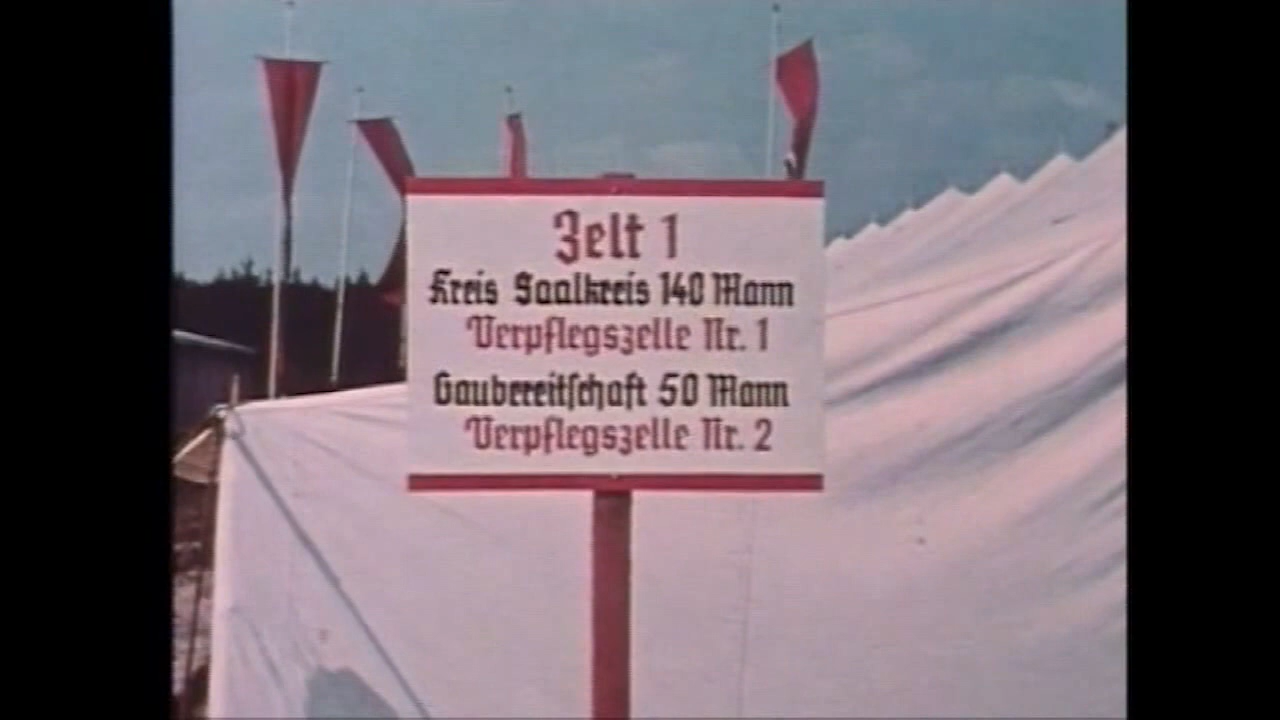 Zelt 1
Kreis Saalkreis 140 Mann
Verpflegszelle Nr. 1
Gaubereitschaft 50 Mann
Verpflegszelle Nr. 2